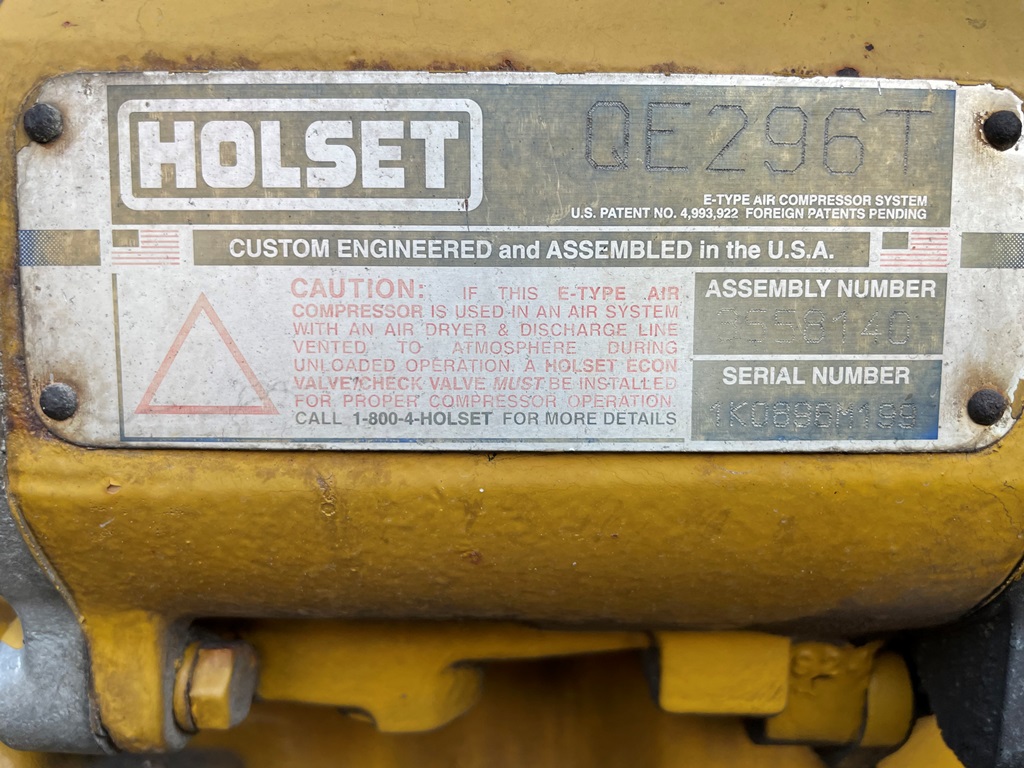 HOLSET
QE296T
E-TYPE AIR COMPRESSOR SYSTEM
U.S. PATENT NO. 4,993,922 FOREIGN PATENTS PENDING
CUSTOM ENGINEERED and ASSEMBLED in the U.S.A.
CAUTION: IF THIS E-TYPE AIR
COMPRESSOR IS USED IN AN AIR SYSTEM
WITH AN AIR DRYER & DISCHARGE LINE
VENTED TO ATMOSPHERE DURING
UNLOADED OPERATION. A HOLSET ECON
VALVE/CHECK VALVE MUST BE INSTALLED
FOR PROPER COMPRESSOR OPERATION.
CALL 1-800-4-HOLSET FOR MORE DETAILS
ASSEMBLY NUMBER
SERIAL NUMBER
1K0696M199